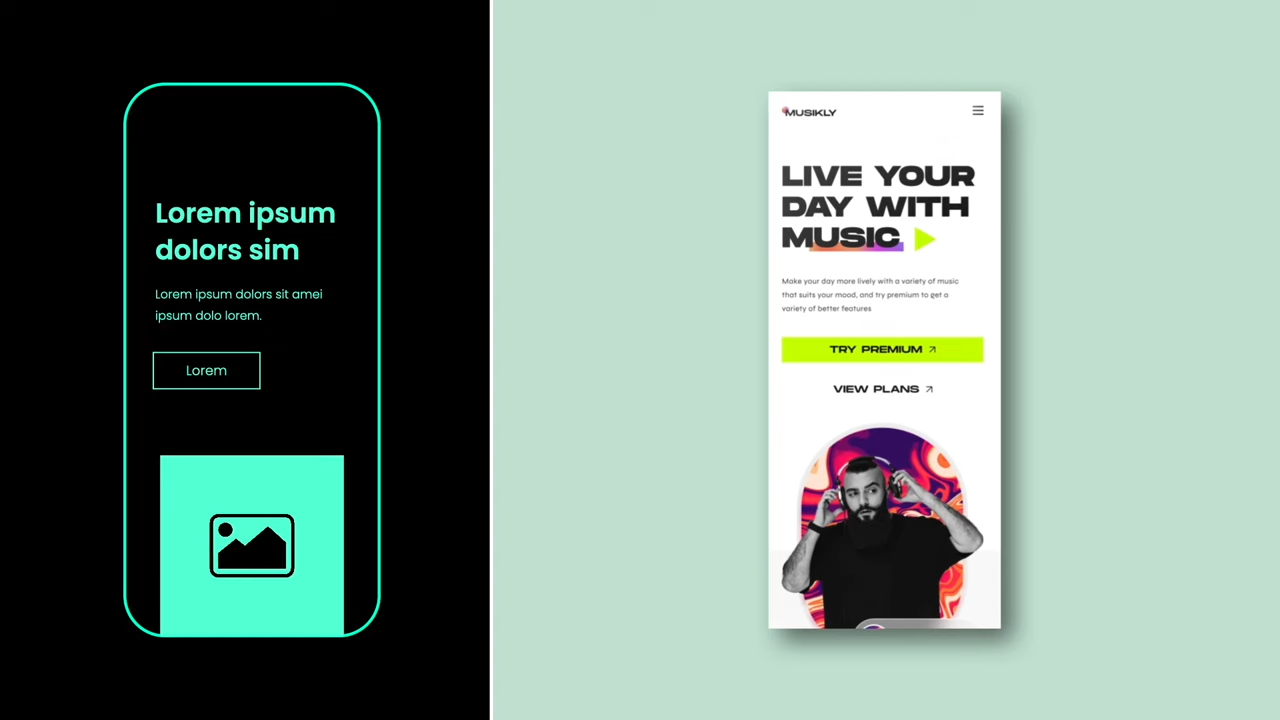 Lorem ipsum
dolors sim
Lorem ipsum dolors sit amei
ipsum dolo lorem.
Lorem
MUSIKLY
LIVE YOUR
DAY WITH
MUSIC
Make your day more lively with a variety of music
that suits your mood, and try premium to get a
variety of better features
TRY PREMIUM
VIEW PLANS